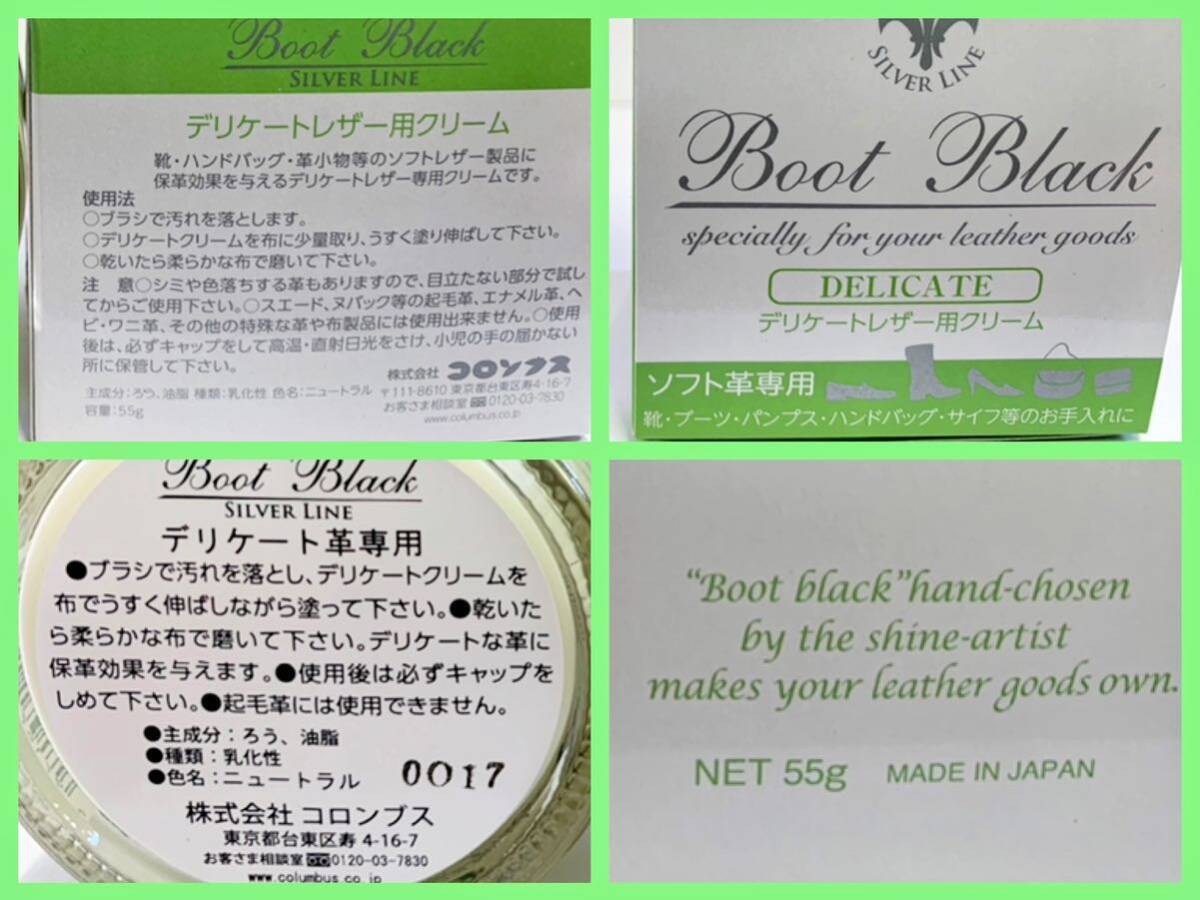 Boot Black
SILVER LINE
デリケートレザー用クリーム
靴・ハンドバッグ・革小物等のソフトレザー製品に
保革効果を与えるデリケートレザー専用クリームです。
使用法
○ブラシで汚れを落とします。
○デリケートクリームを布に少量取り、うすく塗り伸ばして下さい。
○乾いたら柔らかな布で磨いて下さい。
注　意○シミや色落ちする革もありますので、目立たない部分で試し
てからご使用下さい。○スエード、ヌバック等の起毛革、エナメル革、ヘ
ビ・ワニ革、その他の特殊な革や布製品には使用出来ません。○使用
後は、必ずキャップをして高温・直射日光をさけ、小児の手の届かない
所に保管して下さい。
株式会社 コロンブス
主成分：ろう、油脂 種類：乳化性 色名：ニュートラル
〒111-8610 東京都台東区寿4-16-7
容量：55g
お客さま相談室 0120-03-7830
www.columbus.co.jp
SILVER LINE
Boot Black
specially for your leather goods
DELICATE
デリケートレザー用クリーム
ソフト革専用
靴・ブーツ・パンプス・ハンドバッグ・サイフ等のお手入れに
Boot Black
SILVER LINE
デリケート革専用
●ブラシで汚れを落とし、デリケートクリームを
布でうすく伸ばしながら塗って下さい。●乾いた
ら柔らかな布で磨いて下さい。デリケートな革に
保革効果を与えます。●使用後は必ずキャップを
しめて下さい。●起毛革には使用できません。
●主成分：ろう、油脂
●種類：乳化性
●色名：ニュートラル
0017
株式会社 コロンブス
東京都台東区寿 4-16-7
お客さま相談室 0120-03-7830
www.columbus.co.jp
“Boot black”hand-chosen
by the shine-artist
makes your leather goods own.
NET 55g MADE IN JAPAN